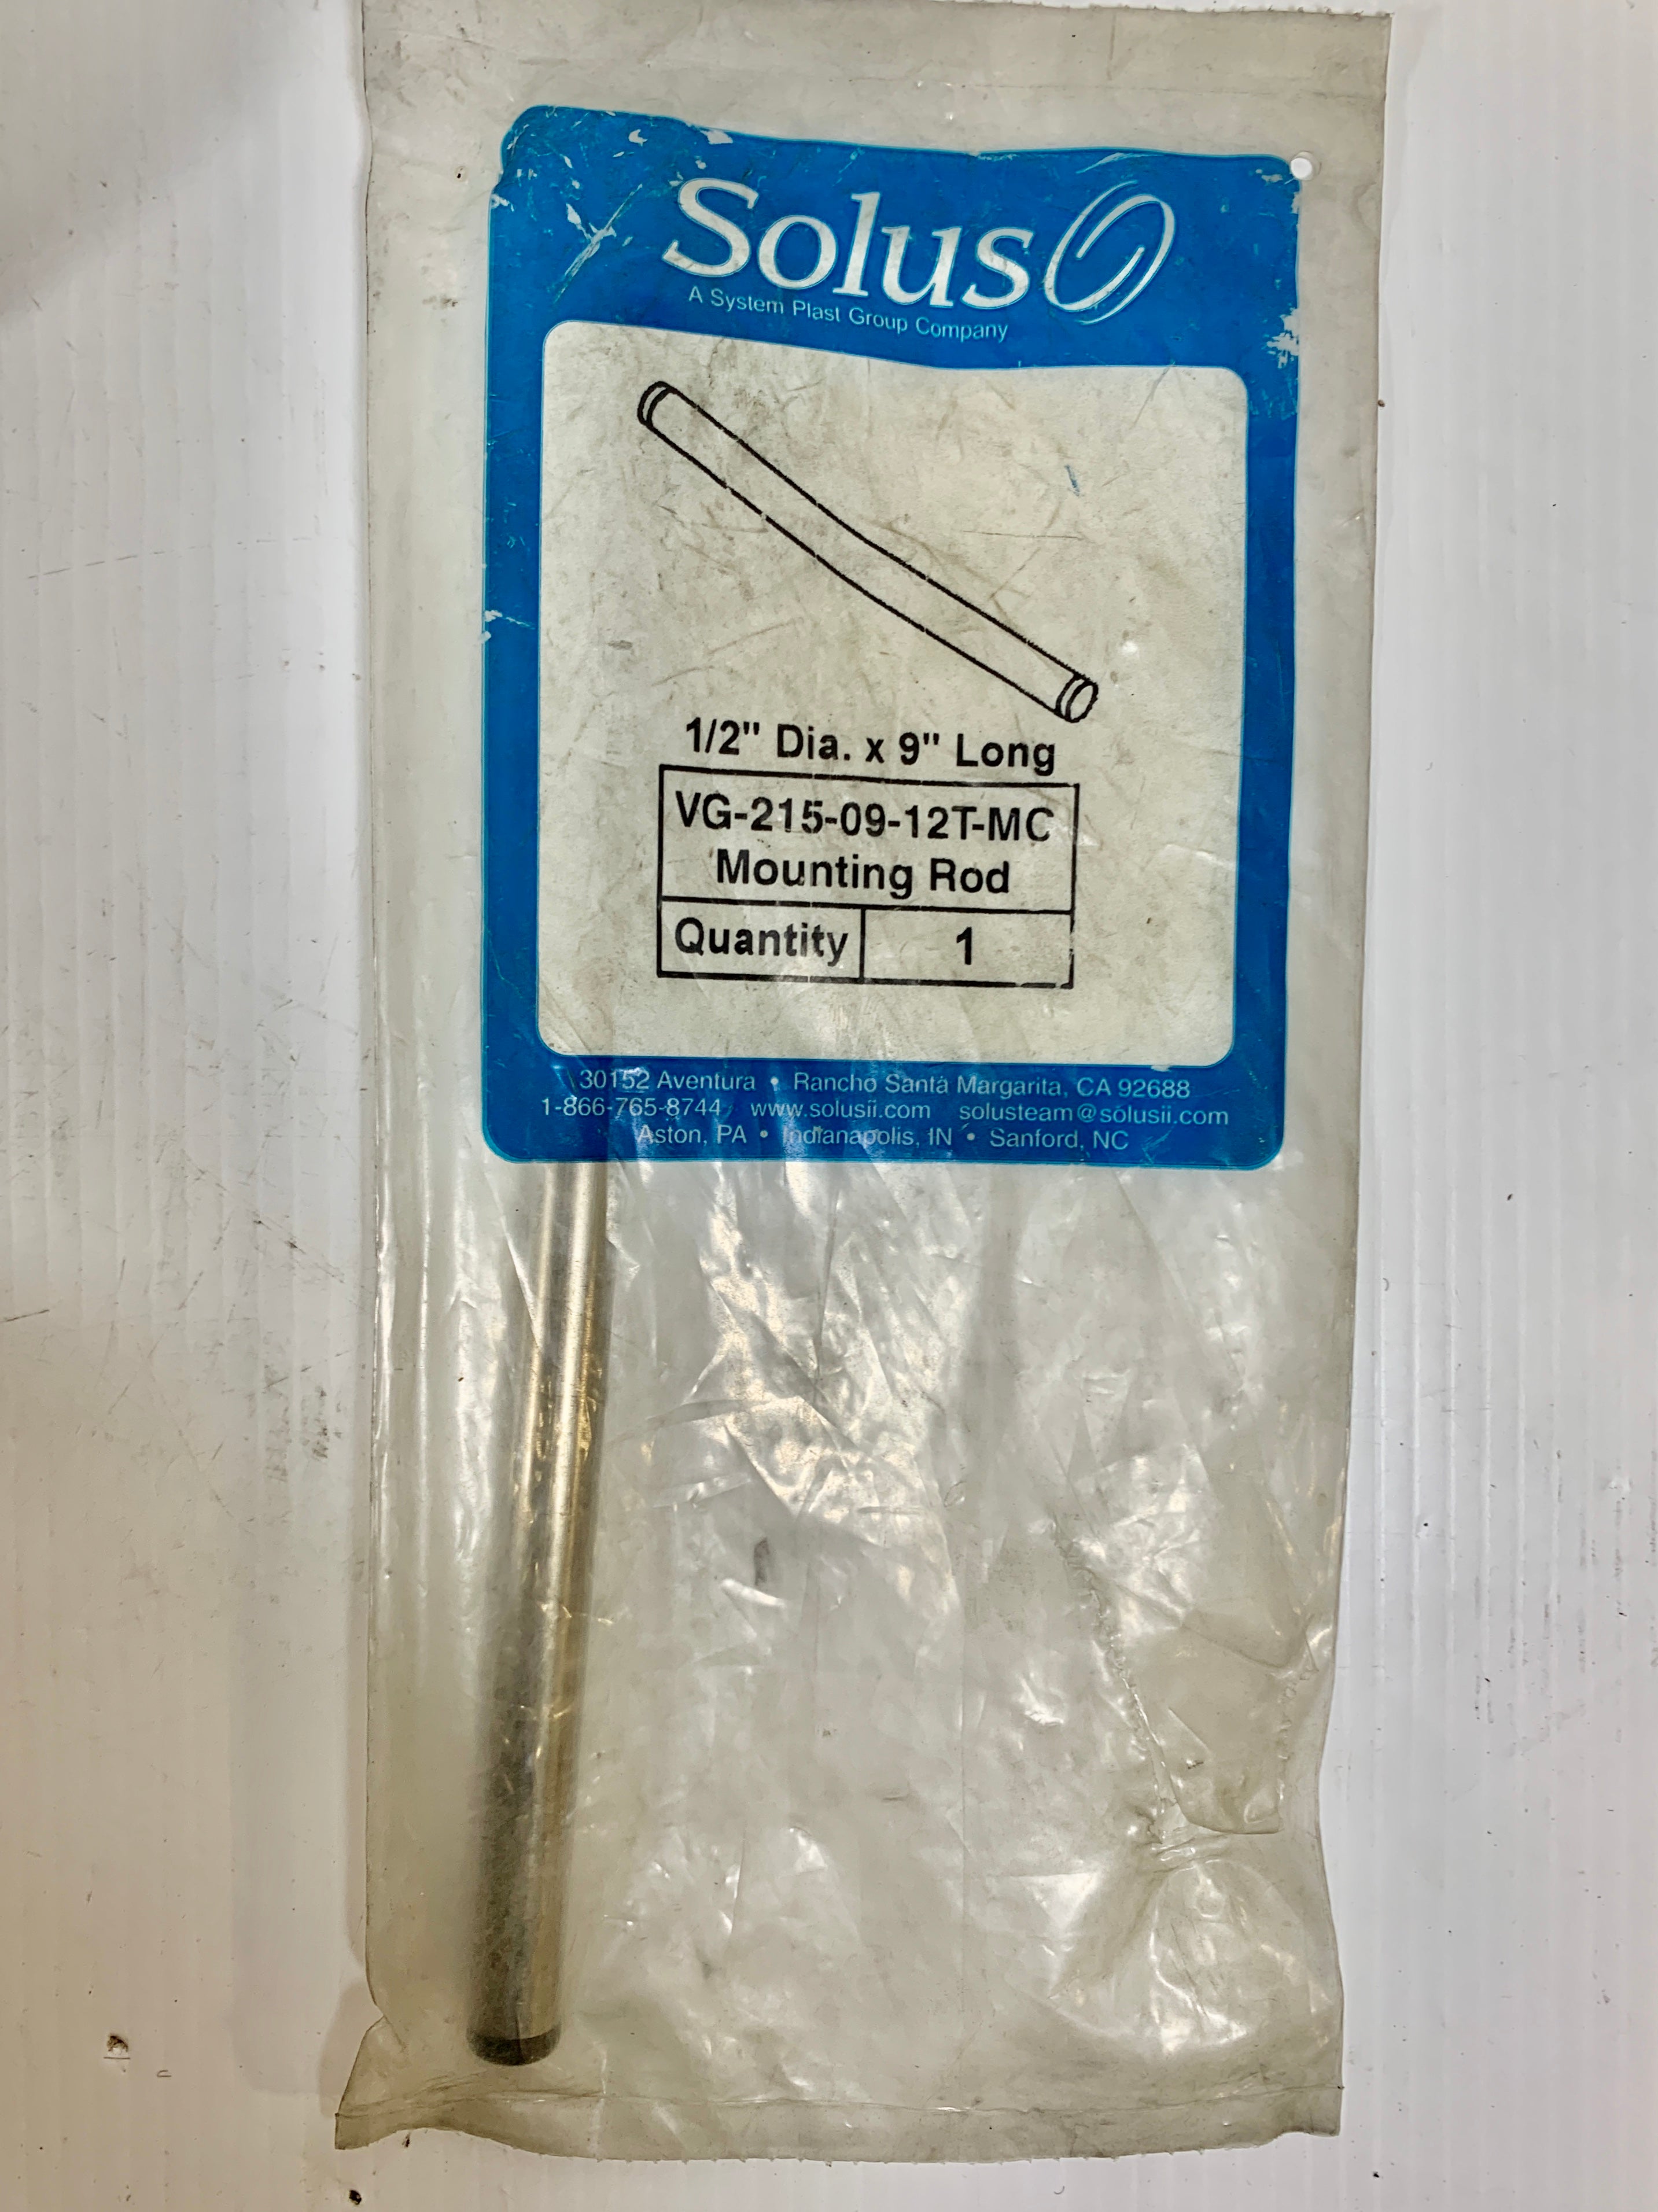 Solus
A System Plast Group Company
1/2" Dia. x 9" Long
VG-215-09-12T-MC
Mounting Rod
Quantity 1
30152 Aventura • Rancho Santa Margarita, CA 92688
1-866-765-8744 www.solusii.com solusteam@solusii.com
Aston, PA • Indianapolis, IN • Sanford, NC